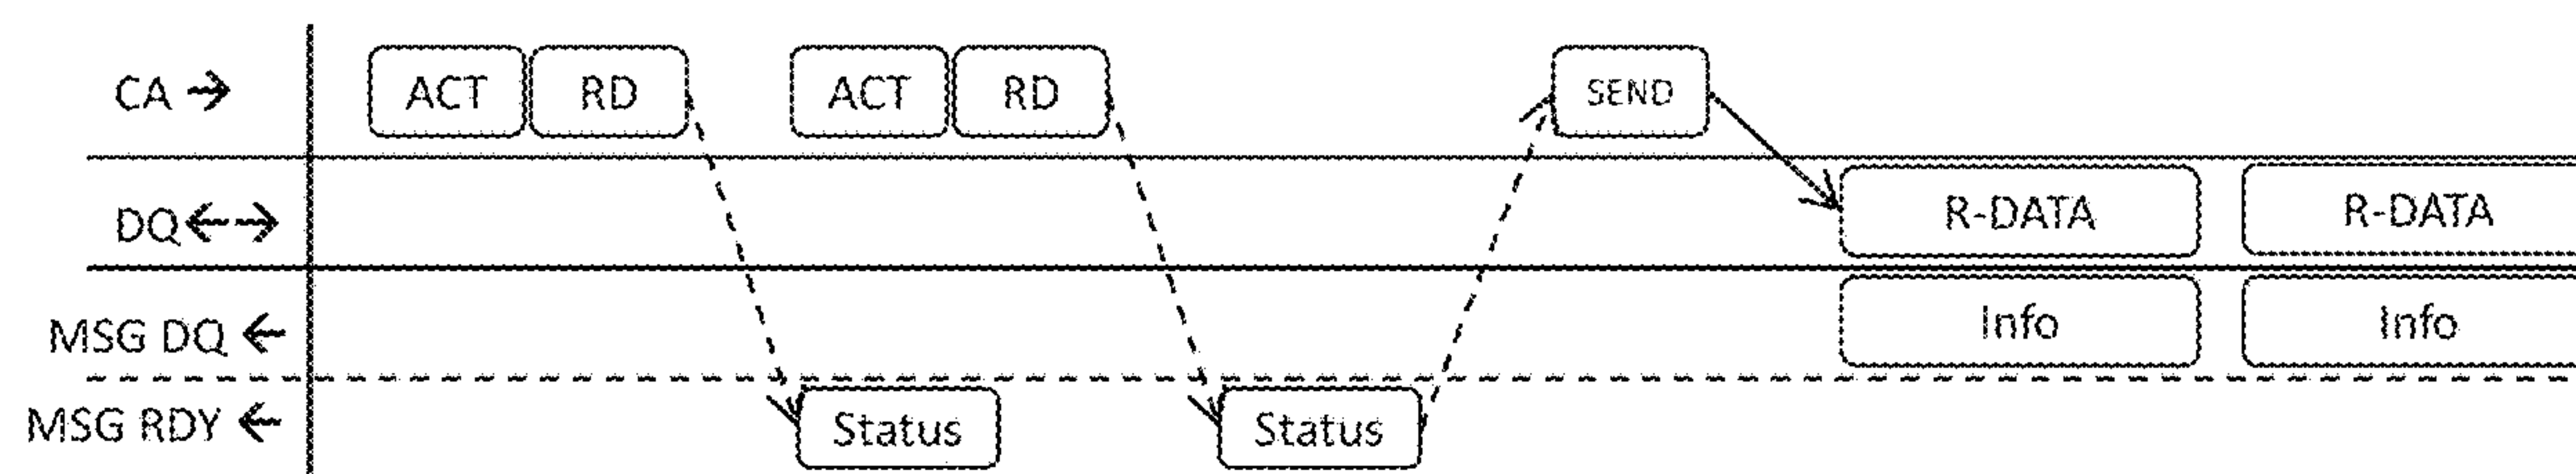 CA → ACT RD ACT RD SEND
DQ ←→ R-DATA R-DATA
MSG DQ ← Info Info
MSG RDY ← Status Status